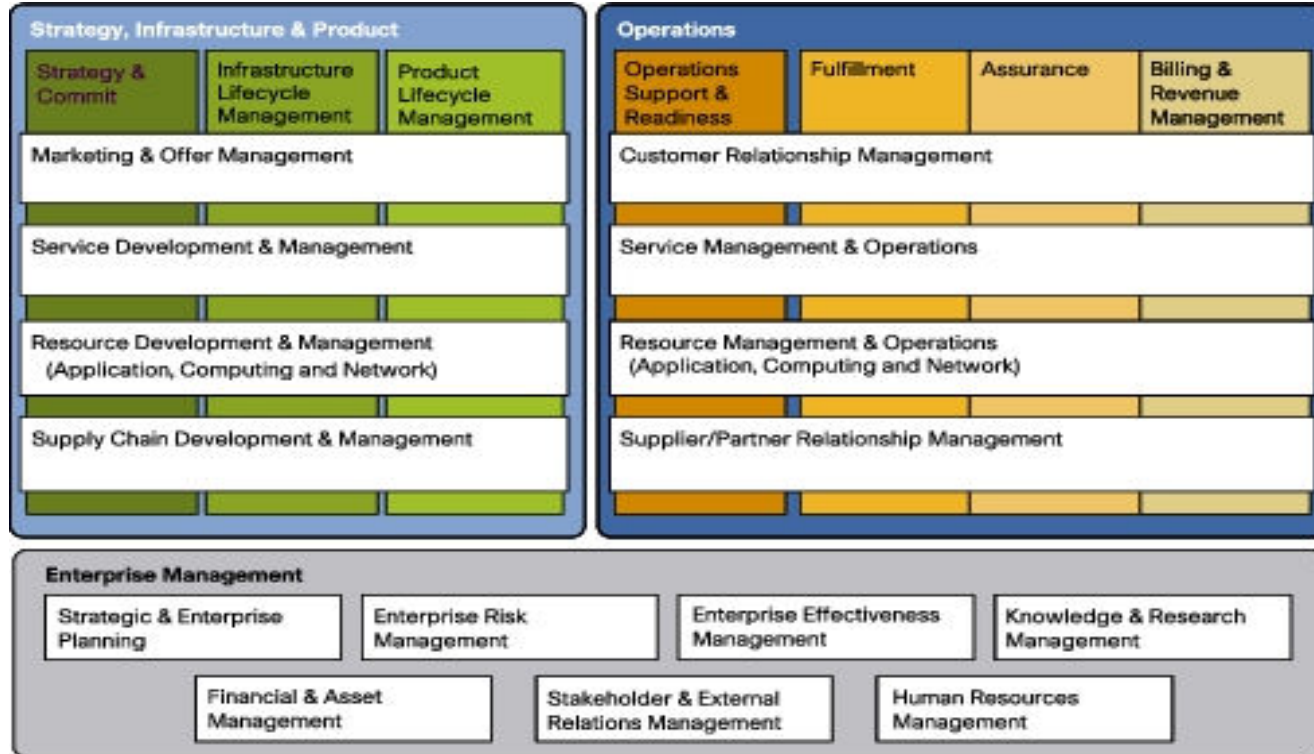 Strategy, Infrastructure & Product
Strategy &
Commit
Infrastructure
Lifecycle
Management
Product
Lifecycle
Management
Marketing & Offer Management
Service Development & Management
Resource Development & Management
(Application, Computing and Network)
Supply Chain Development & Management
Operations
Operations
Support &
Readiness
Fulfillment
Assurance
Billing &
Revenue
Management
Customer Relationship Management
Service Management & Operations
Resource Management & Operations
(Application, Computing and Network)
Supplier/Partner Relationship Management
Enterprise Management
Strategic & Enterprise
Planning
Enterprise Risk
Management
Enterprise Effectiveness
Management
Knowledge & Research
Management
Financial & Asset
Management
Stakeholder & External
Relations Management
Human Resources
Management